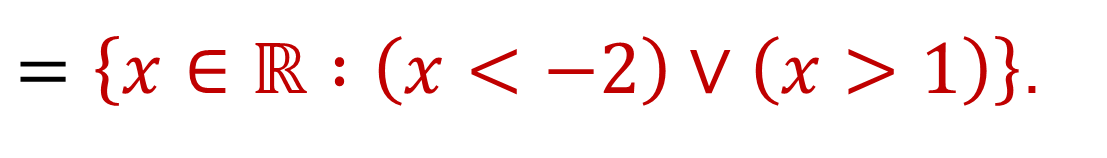 = {𝑥 ∈ ℝ : (𝑥 < −2) ∨ (𝑥 > 1)}.